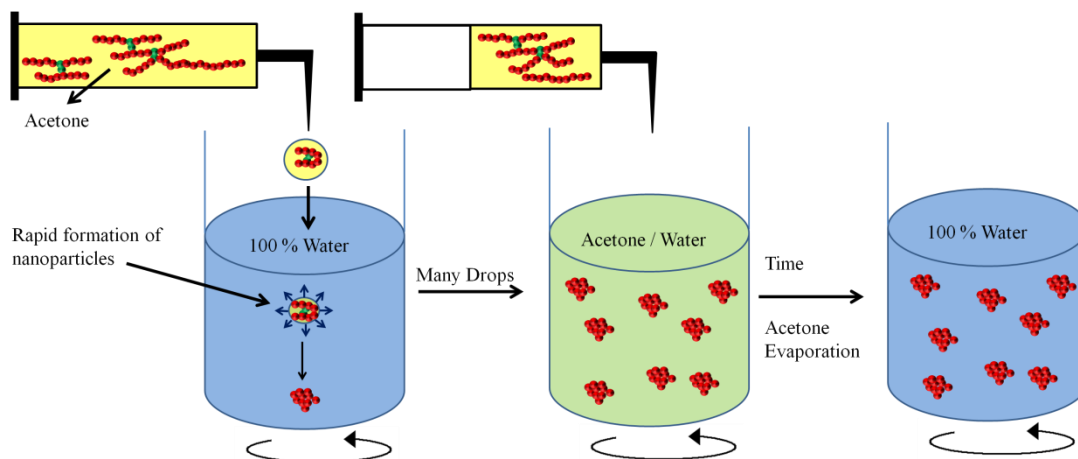 Acetone
Rapid formation of
nanoparticles
100 % Water
Many Drops
Acetone / Water
Time
Acetone
Evaporation
100 % Water